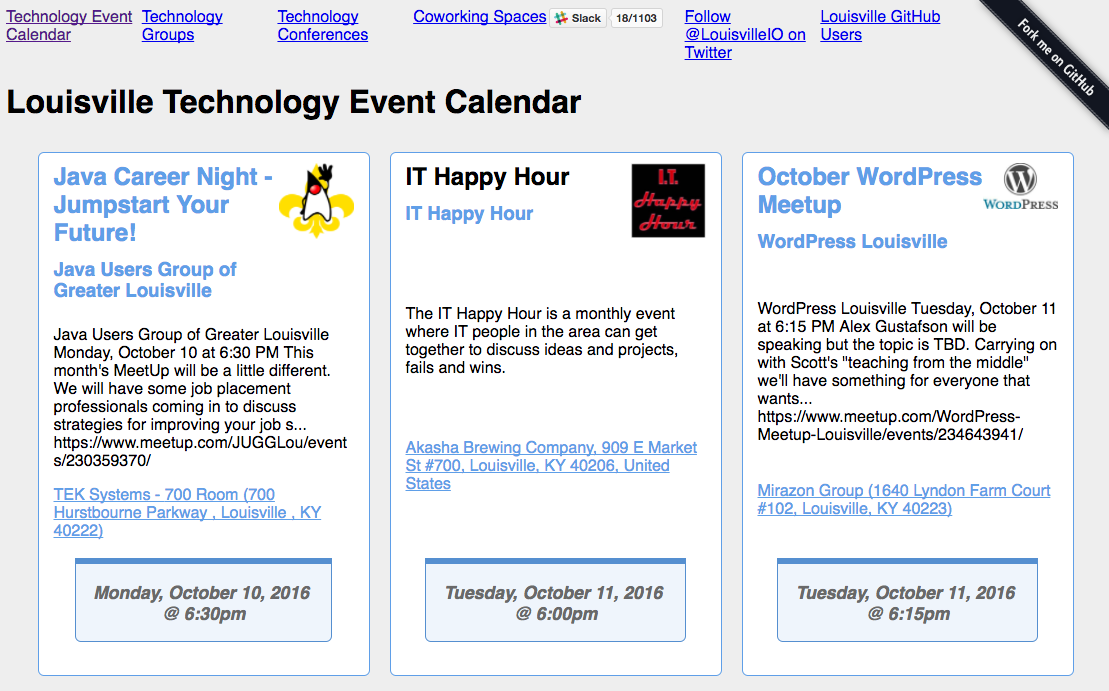 Technology Event
Calendar
Technology
Groups
Technology
Conferences
Coworking Spaces
Slack
18/1103
Follow
@LouisvilleIO on
Twitter
Louisville GitHub
Users
Fork me on GitHub
Louisville Technology Event Calendar
Java Career Night -
Jumpstart Your
Future!
Java Users Group of
Greater Louisville
Java Users Group of Greater Louisville
Monday, October 10 at 6:30 PM This
month's MeetUp will be a little different.
We will have some job placement
professionals coming in to discuss
strategies for improving your job s...
https://www.meetup.com/JUGGLou/event
s/230359370/
TEK Systems - 700 Room (700
Hurstbourne Parkway , Louisville , KY
40222)
Monday, October 10, 2016
@ 6:30pm
IT Happy Hour
I.T.
Happy
Hour
IT Happy Hour
The IT Happy Hour is a monthly event
where IT people in the area can get
together to discuss ideas and projects,
fails and wins.
Akasha Brewing Company, 909 E Market
St #700, Louisville, KY 40206, United
States
Tuesday, October 11, 2016
@ 6:00pm
October WordPress
Meetup
W
WORDPRESS
WordPress Louisville
WordPress Louisville Tuesday, October 11
at 6:15 PM Alex Gustafson will be
speaking but the topic is TBD. Carrying on
with Scott's "teaching from the middle"
we'll have something for everyone that
wants...
https://www.meetup.com/WordPress-
Meetup-Louisville/events/234643941/
Mirazon Group (1640 Lyndon Farm Court
#102, Louisville, KY 40223)
Tuesday, October 11, 2016
@ 6:15pm